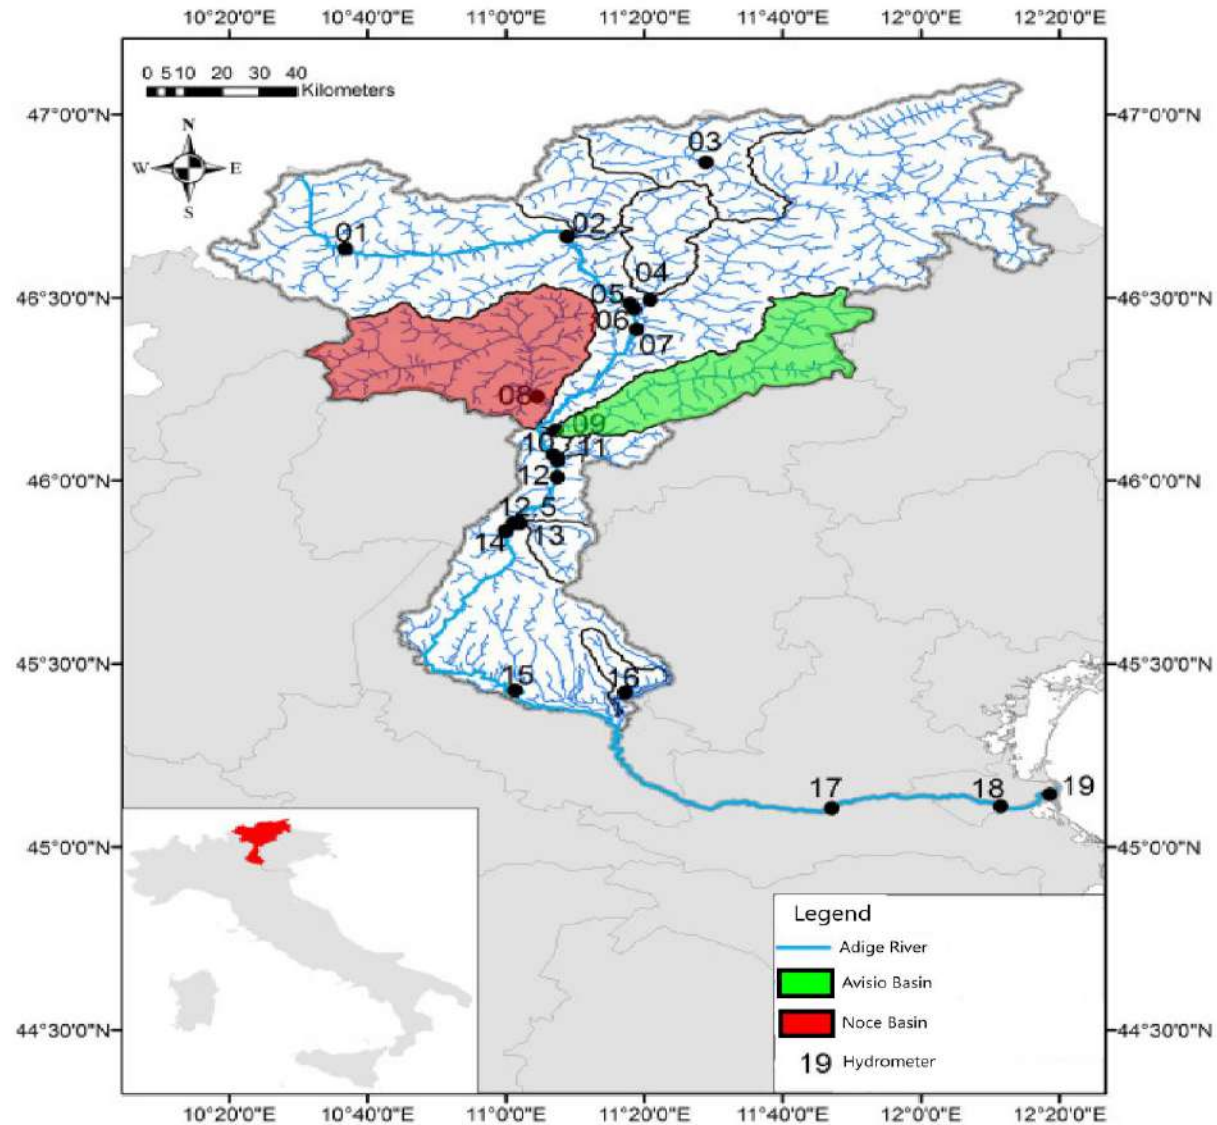 10°20'0"E 10°40'0"E 11°0'0"E 11°20'0"E 11°40'0"E 12°0'0"E 12°20'0"E
0 5 10 20 30 40
Kilometers
47°0'0"N 47°0'0"N
N
W E
S
03
01
02
04
46°30'0"N 46°30'0"N
05
06
07
08
09
10 11
12
46°0'0"N 46°0'0"N
12.5
13
14
45°30'0"N 45°30'0"N
15 16
17 18 19
45°0'0"N 45°0'0"N
Legend
Adige River
Avisio Basin
Noce Basin
19 Hydrometer
44°30'0"N 44°30'0"N
10°20'0"E 10°40'0"E 11°0'0"E 11°20'0"E 11°40'0"E 12°0'0"E 12°20'0"E